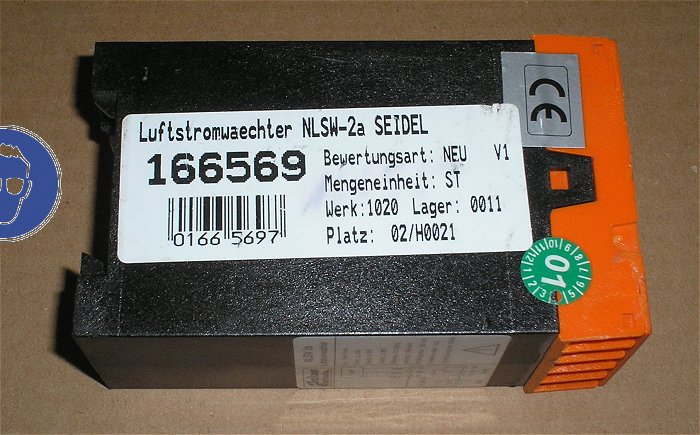 Luftstromwaechter NLSW-2a SEIDEL
166569
Bewertungsart: NEU V1
Mengeneinheit: ST
Werk:1020 Lager: 0011
Platz: 02/H0021
0166 5697
CE
01